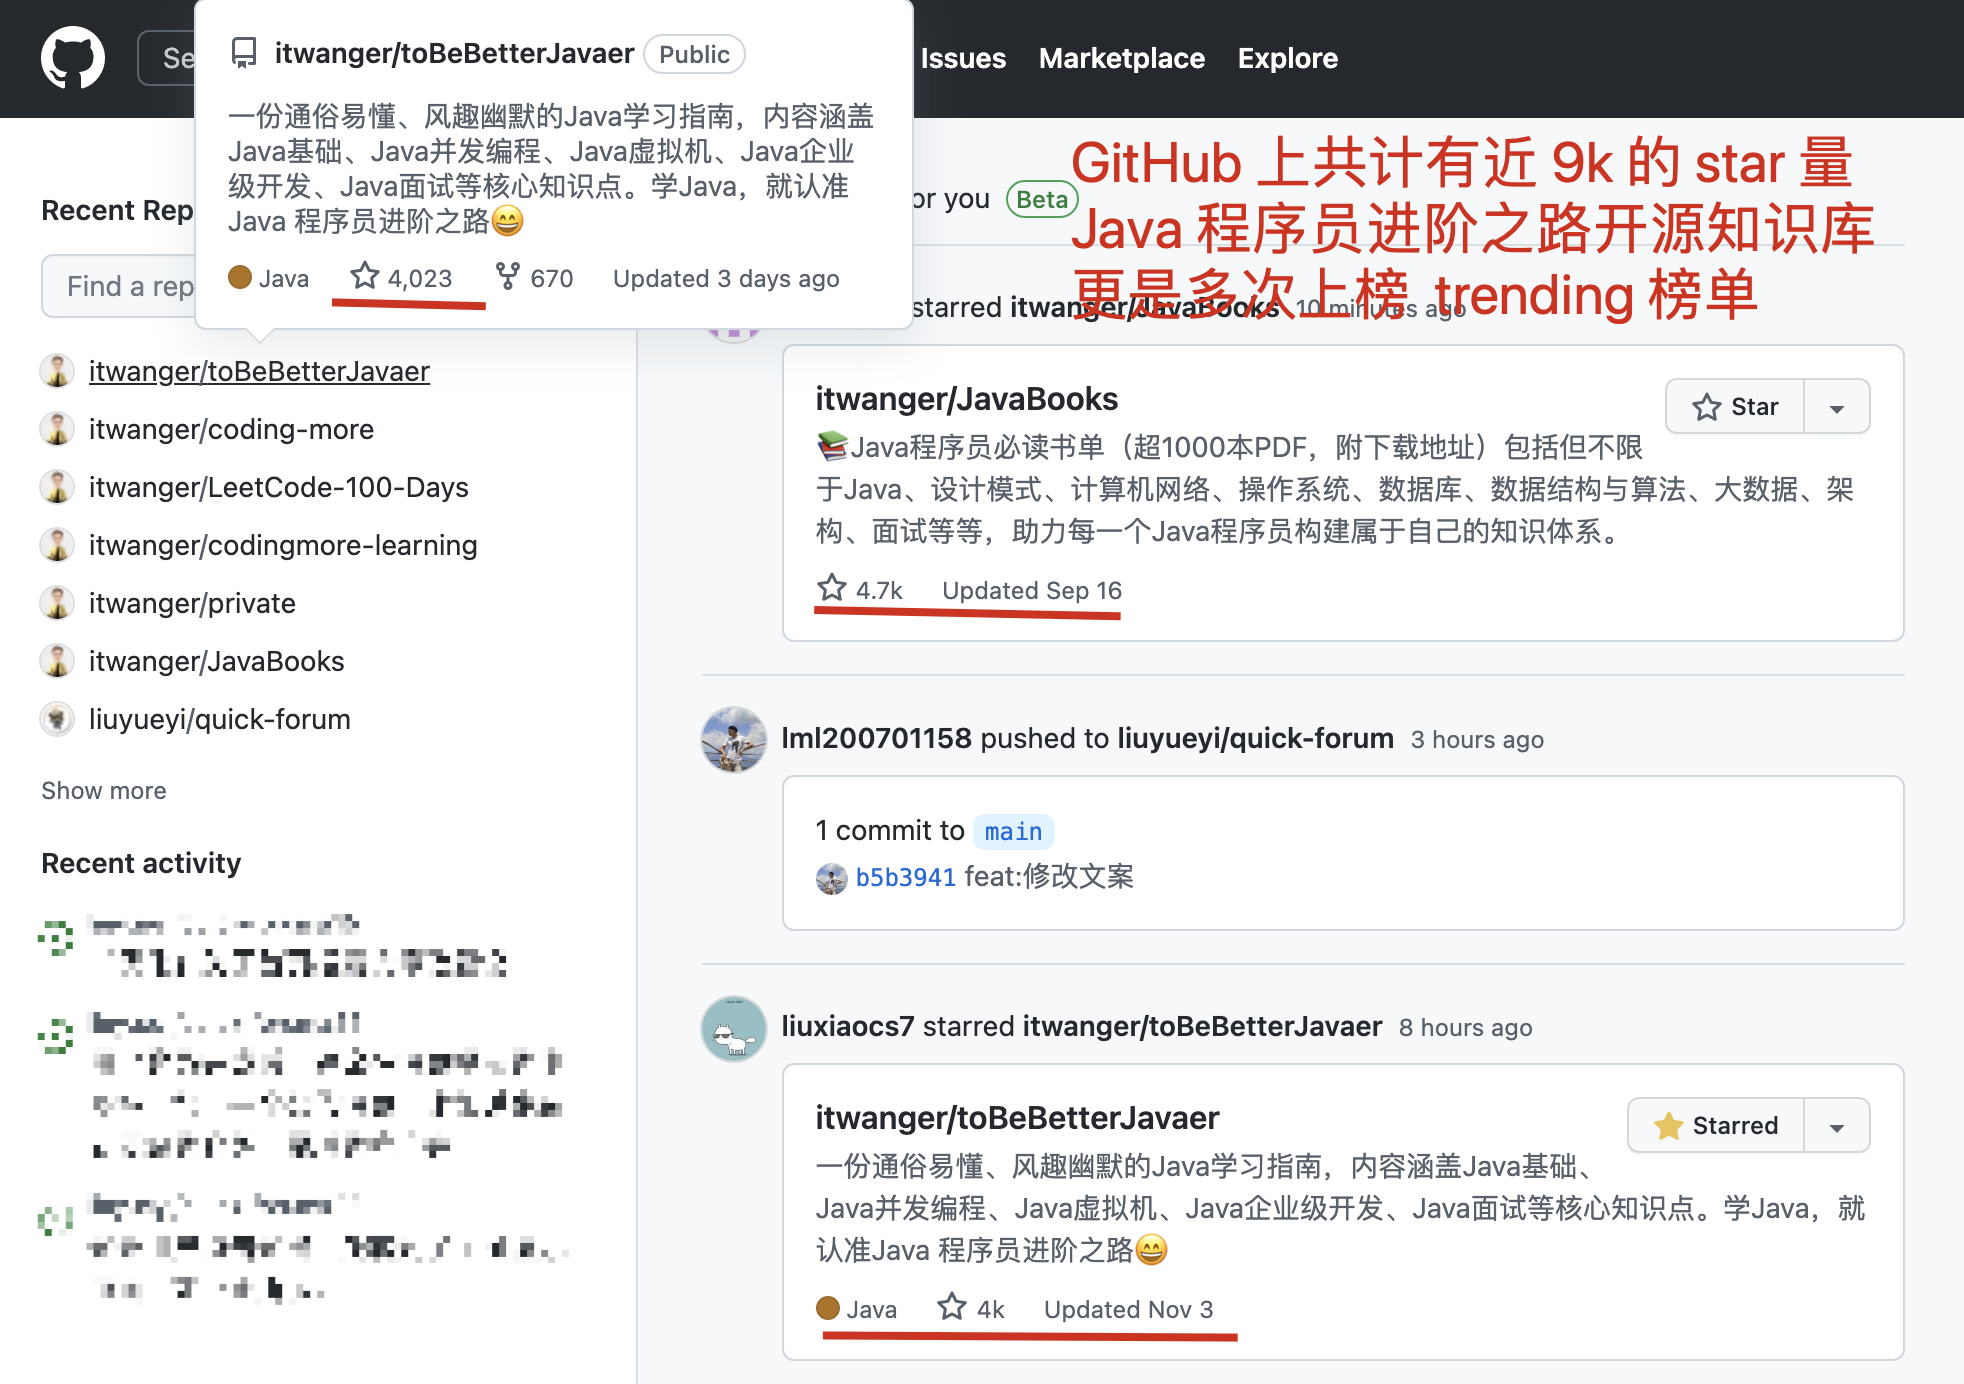 Se
Issues
Marketplace
Explore
itwanger/toBeBetterJavaer Public
一份通俗易懂、风趣幽默的Java学习指南，内容涵盖
Java基础、Java并发编程、Java虚拟机、Java企业
级开发、Java面试等核心知识点。学Java，就认准
Java 程序员进阶之路😄
Java 4,023 670 Updated 3 days ago
GitHub 上共计有近 9k 的 star 量
Java 程序员进阶之路开源知识库
更是多次上榜 trending 榜单
Recent Rep
Find a rep
itwanger/toBeBetterJavaer
itwanger/coding-more
itwanger/LeetCode-100-Days
itwanger/codingmore-learning
itwanger/private
itwanger/JavaBooks
liuyueyi/quick-forum
Show more
Recent activity
or you Beta
starred itwanger/JavaBooks 10 minutes ago
itwanger/JavaBooks
Star
📚Java程序员必读书单（超1000本PDF，附下载地址）包括但不限
于Java、设计模式、计算机网络、操作系统、数据库、数据结构与算法、大数据、架
构、面试等等，助力每一个Java程序员构建属于自己的知识体系。
4.7k Updated Sep 16
lml200701158 pushed to liuyueyi/quick-forum 3 hours ago
1 commit to main
b5b3941 feat:修改文案
liuxiaocs7 starred itwanger/toBeBetterJavaer 8 hours ago
itwanger/toBeBetterJavaer
Starred
一份通俗易懂、风趣幽默的Java学习指南，内容涵盖Java基础、
Java并发编程、Java虚拟机、Java企业级开发、Java面试等核心知识点。学Java，就
认准Java 程序员进阶之路😄
Java 4k Updated Nov 3